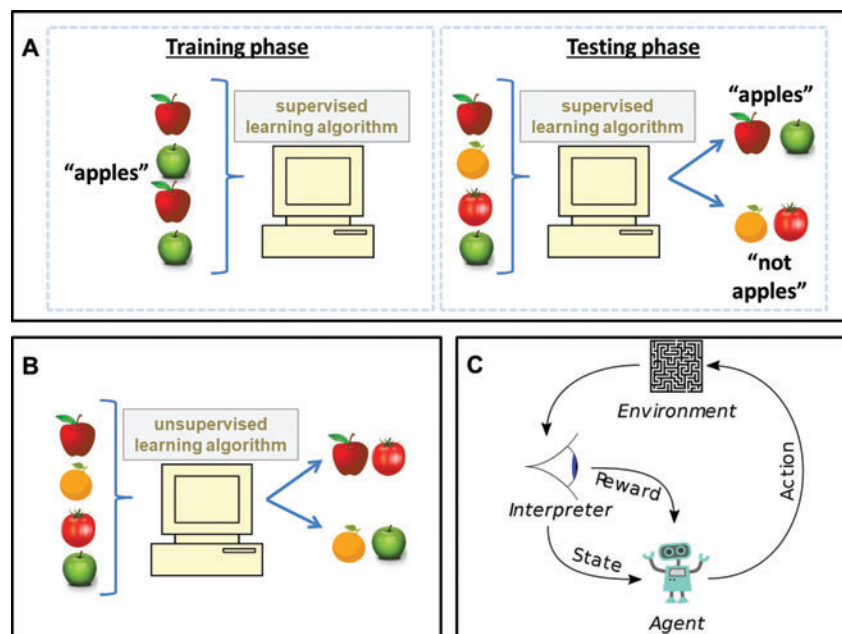 A
Training phase
"apples"
supervised
learning algorithm
Testing phase
supervised
learning algorithm
"apples"
"not
apples"
B
unsupervised
learning algorithm
C
Environment
Interpreter
Reward
State
Action
Agent